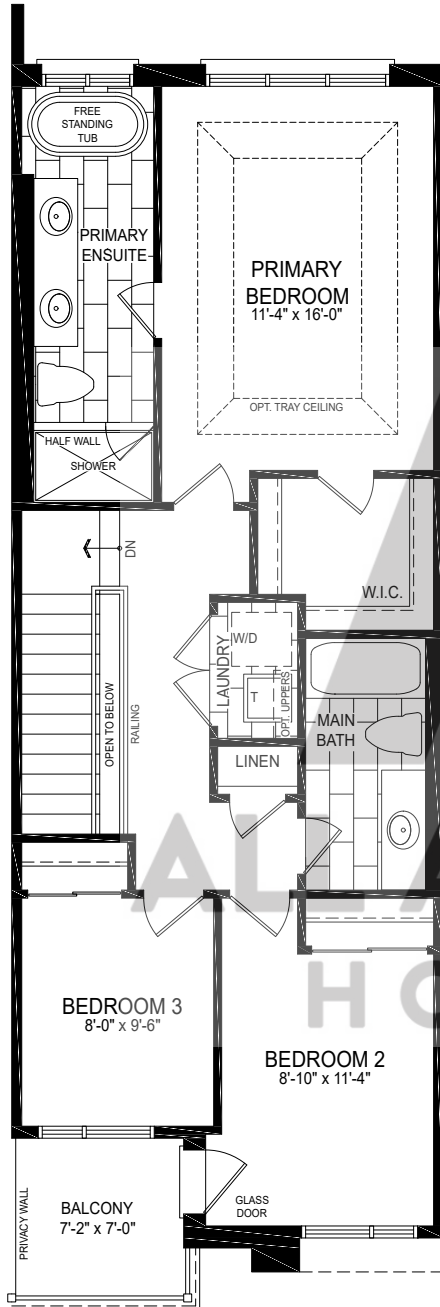 FREE
STANDING
TUB
PRIMARY
ENSUITE
PRIMARY
BEDROOM
11'-4" x 16'-0"
OPT. TRAY CEILING
HALF WALL
SHOWER
DN
W.I.C.
LAUNDRY
W/D
T
OPT. UPPERS
OPEN TO BELOW
RAILING
MAIN
BATH
LINEN
BEDROOM 3
8'-0" x 9'-6"
BEDROOM 2
8'-10" x 11'-4"
BALCONY
7'-2" x 7'-0"
PRIVACY WALL
GLASS
DOOR